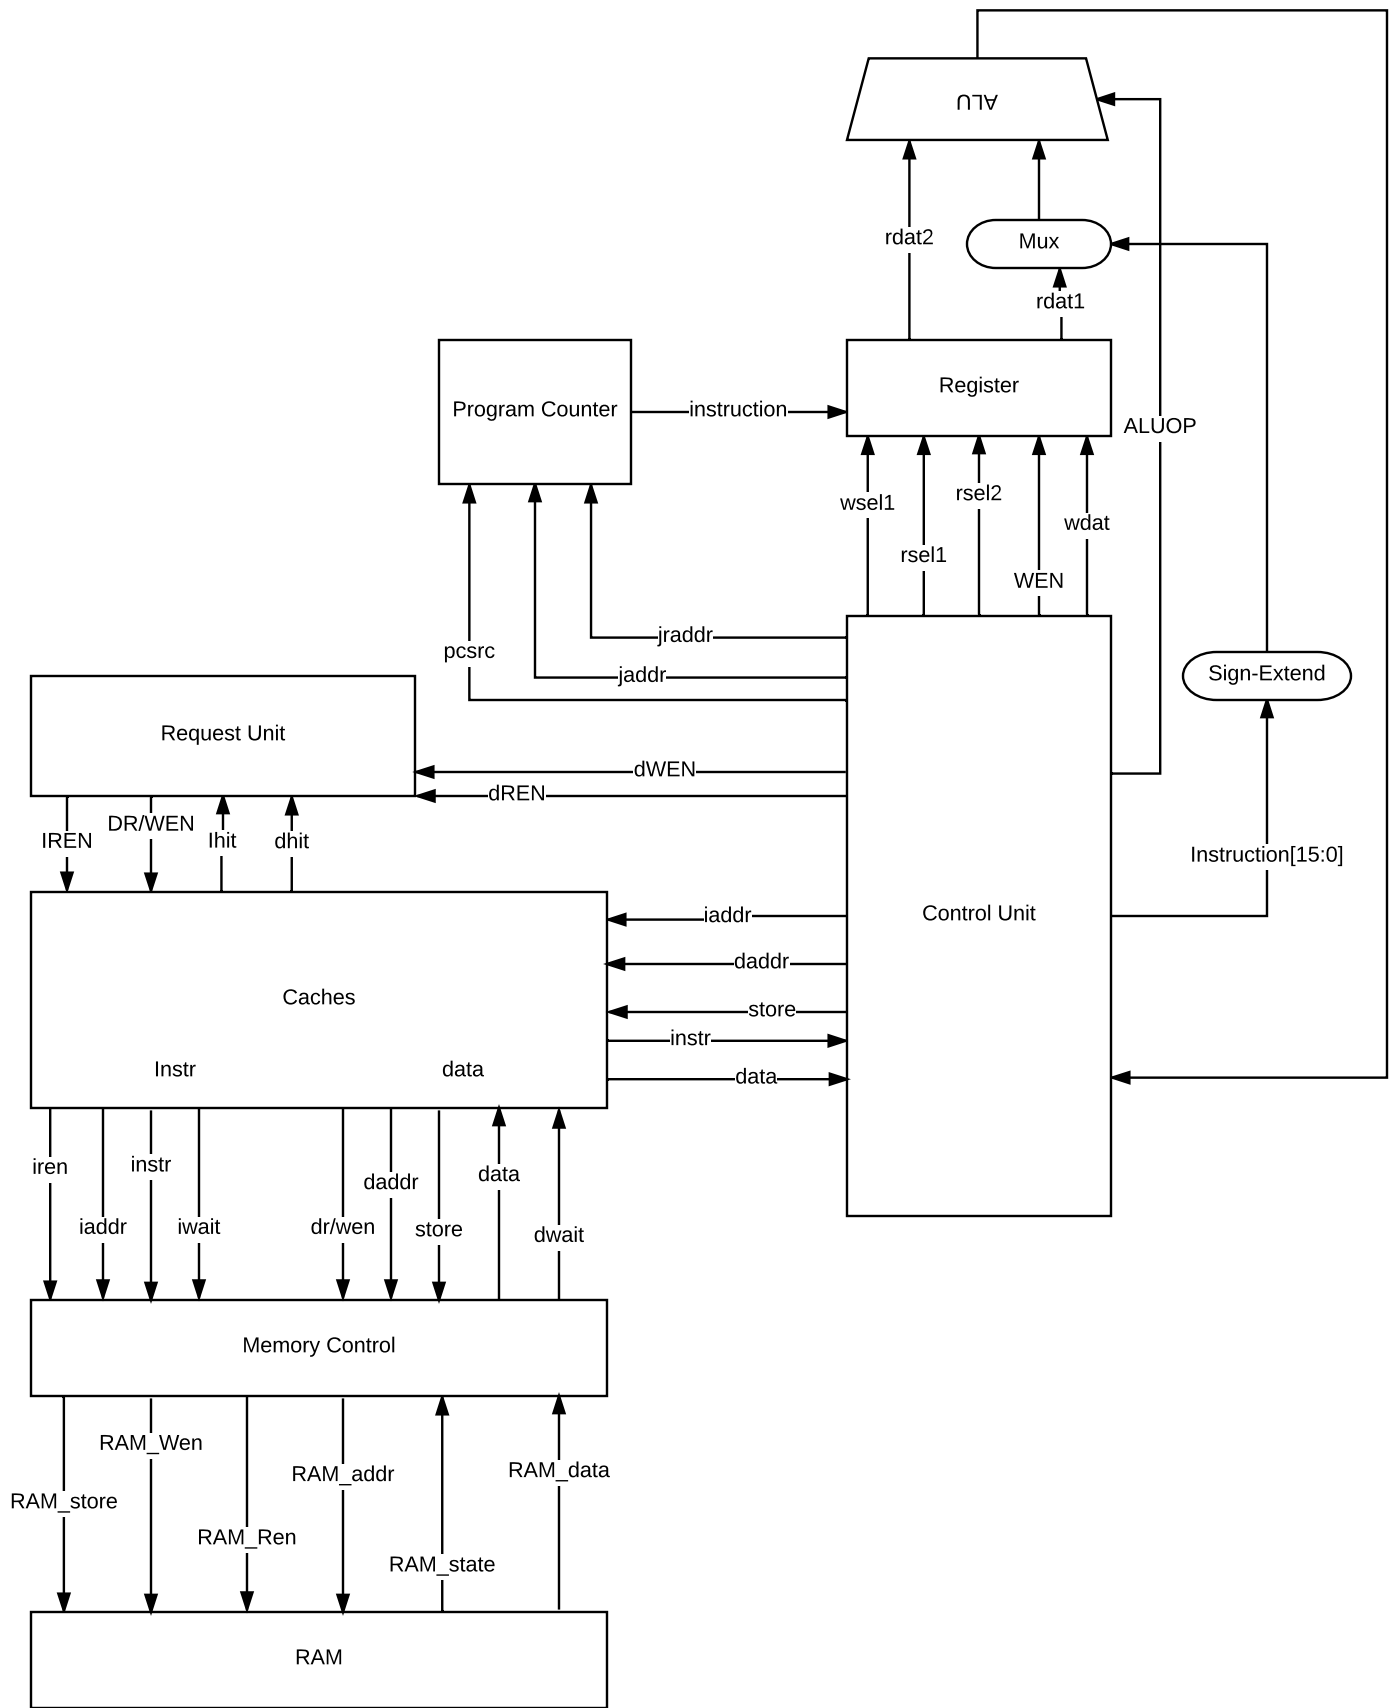 ALU
rdat2
Mux
rdat1
Program Counter
instruction
Register
ALUOP
wsel1
rsel1
rsel2
WEN
wdat
jraddr
jaddr
pcsrc
Sign-Extend
Request Unit
dWEN
dREN
IREN
DR/WEN
Ihit
dhit
Instruction[15:0]
Control Unit
iaddr
daddr
store
instr
data
Caches
Instr
data
iren
iaddr
instr
iwait
dr/wen
daddr
store
data
dwait
Memory Control
RAM_store
RAM_Wen
RAM_Ren
RAM_addr
RAM_state
RAM_data
RAM